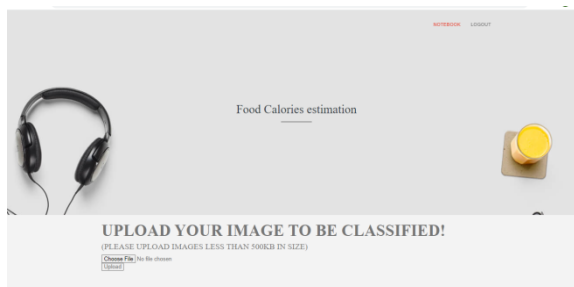 NOTEBOOK LOGOUT
Food Calories estimation
UPLOAD YOUR IMAGE TO BE CLASSIFIED!
(PLEASE UPLOAD IMAGES LESS THAN 500KB IN SIZE)
Choose File No file chosen
Upload